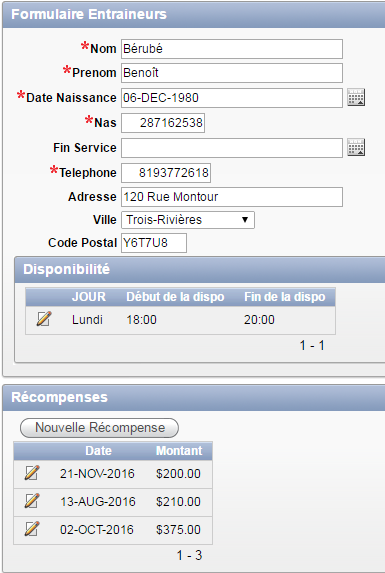 Formulaire Entraineurs
*Nom Bérubé
*Prenom Benoît
*Date Naissance 06-DEC-1980
*Nas 287162538
Fin Service
*Telephone 8193772618
Adresse 120 Rue Montour
Ville Trois-Rivières
Code Postal Y6T7U8
Disponibilité
JOUR Début de la dispo Fin de la dispo
Lundi 18:00 20:00
1 - 1
Récompenses
Nouvelle Récompense
Date Montant
21-NOV-2016 $200.00
13-AUG-2016 $210.00
02-OCT-2016 $375.00
1 - 3